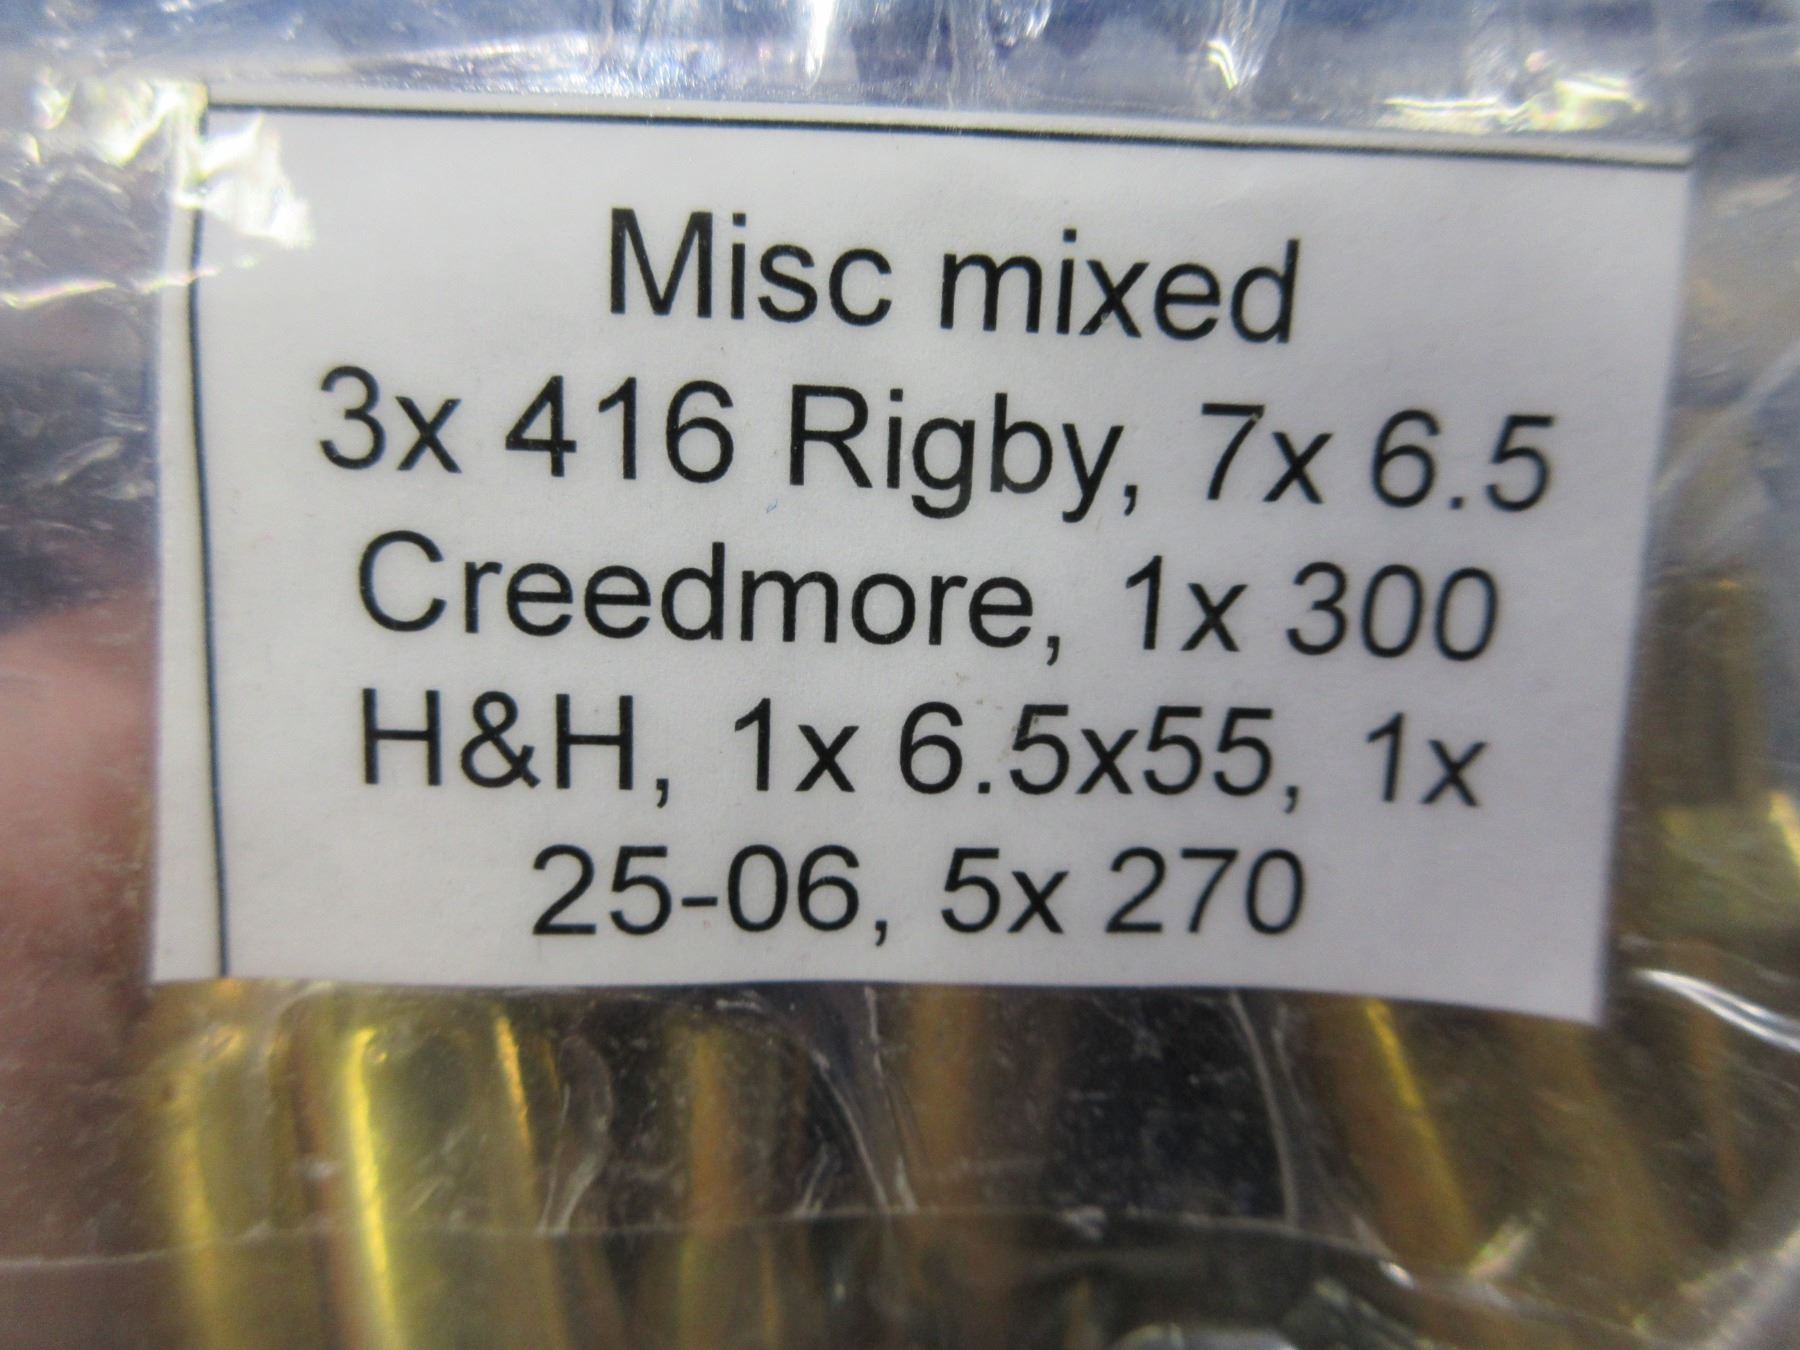 Misc mixed
3x 416 Rigby, 7x 6.5
Creedmore, 1x 300
H&H, 1x 6.5x55, 1x
25-06, 5x 270